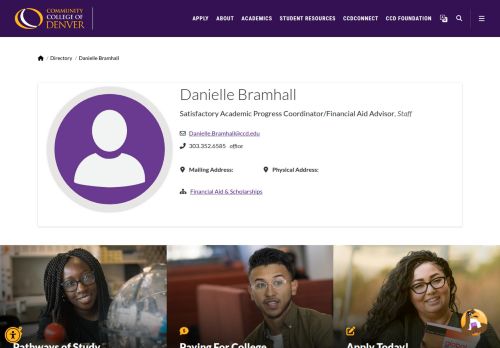 COMMUNITY
COLLEGE OF
DENVER
APPLY ABOUT ACADEMICS STUDENT RESOURCES CCDCONNECT CCD FOUNDATION
Directory / Danielle Bramhall
Danielle Bramhall
Satisfactory Academic Progress Coordinator/Financial Aid Advisor, Staff
Danielle.Bramhall@ccd.edu
303.352.6585 office
Mailing Address: Physical Address:
Financial Aid & Scholarships
Pathways of Study Paying For College Apply Today!